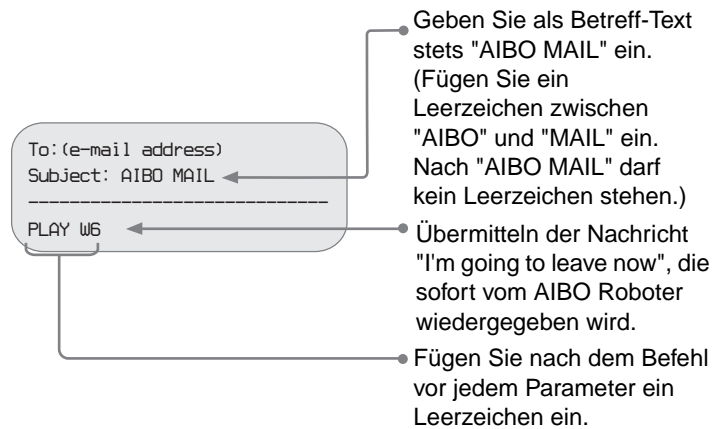 Geben Sie als Betreff-Text
stets "AIBO MAIL" ein.
(Fügen Sie ein
Leerzeichen zwischen
"AIBO" und "MAIL" ein.
Nach "AIBO MAIL" darf
kein Leerzeichen stehen.)
To:(e-mail address)
Subject: AIBO MAIL
-----------------------------
PLAY W6
Übermitteln der Nachricht
"I'm going to leave now", die
sofort vom AIBO Roboter
wiedergegeben wird.
Fügen Sie nach dem Befehl
vor jedem Parameter ein
Leerzeichen ein.